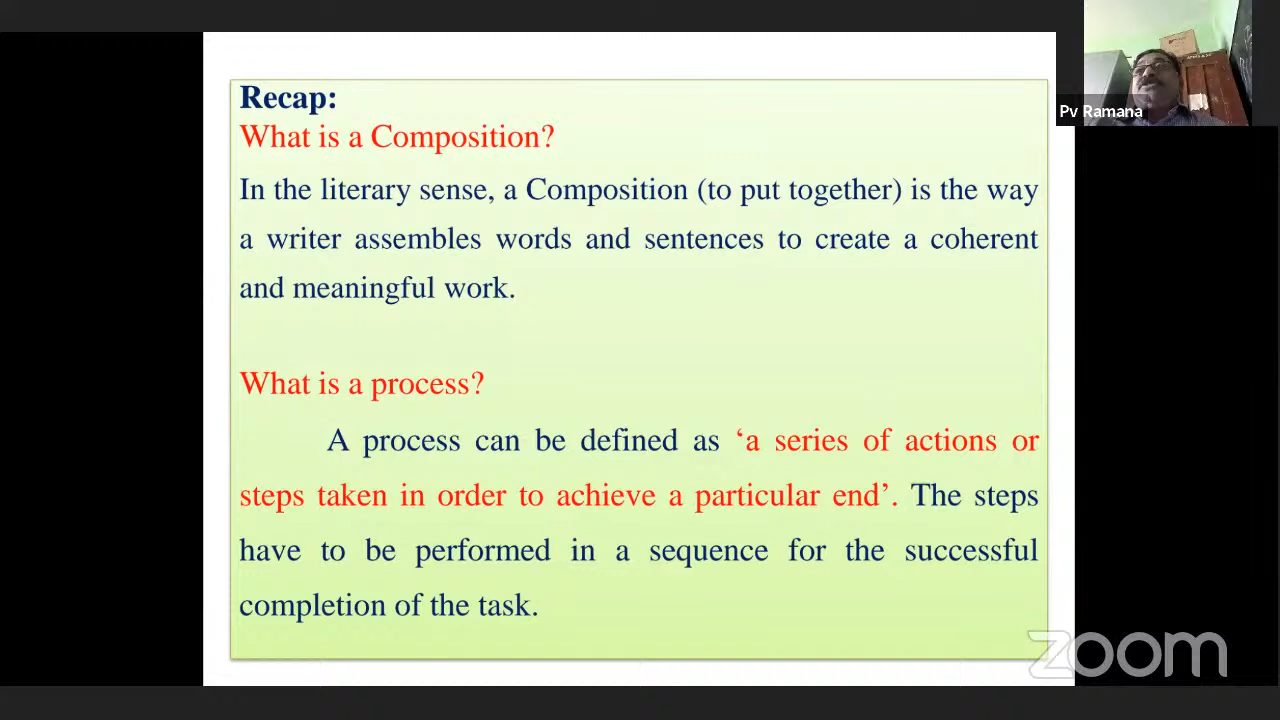 Recap:
What is a Composition?
In the literary sense, a Composition (to put together) is the way
a writer assembles words and sentences to create a coherent
and meaningful work.
What is a process?
A process can be defined as ‘a series of actions or
steps taken in order to achieve a particular end’. The steps
have to be performed in a sequence for the successful
completion of the task.
Pv Ramana
zoom